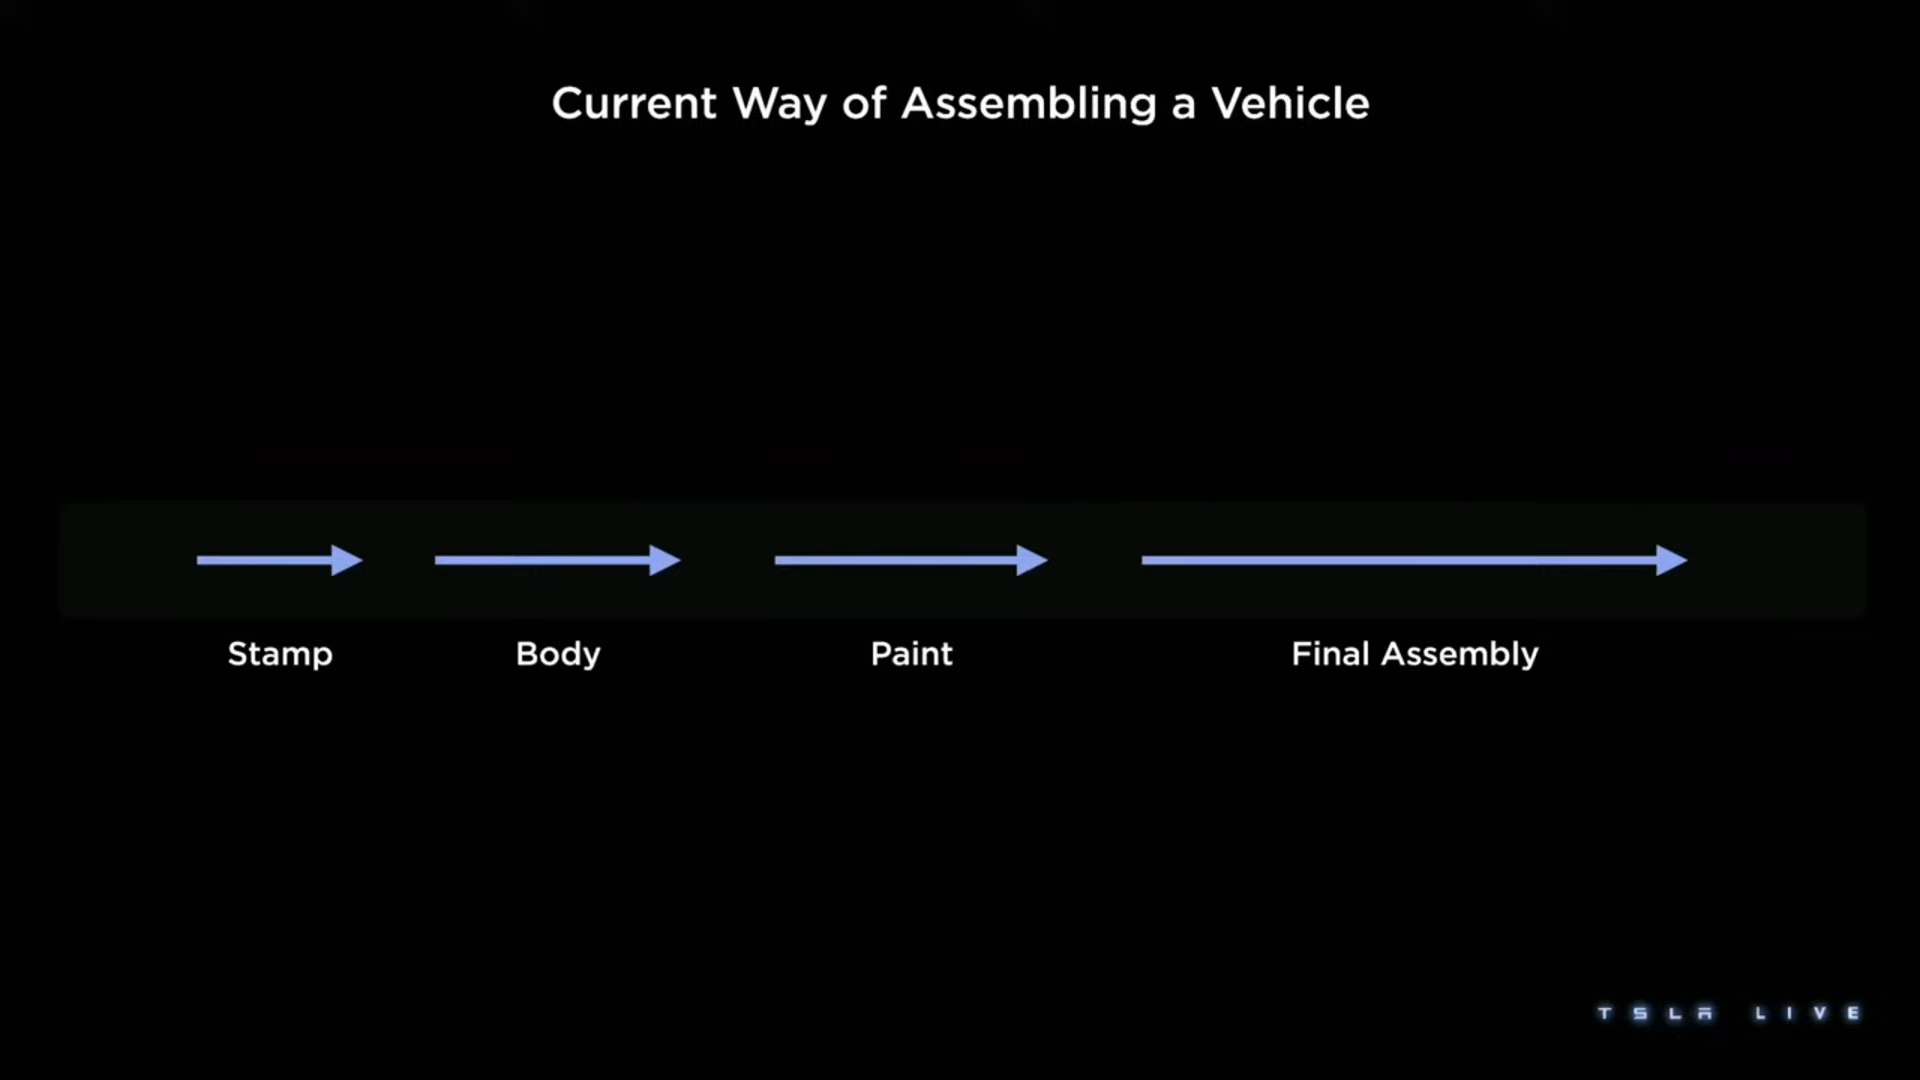 Current Way of Assembling a Vehicle
Stamp
Body
Paint
Final Assembly
TSLA LIVE